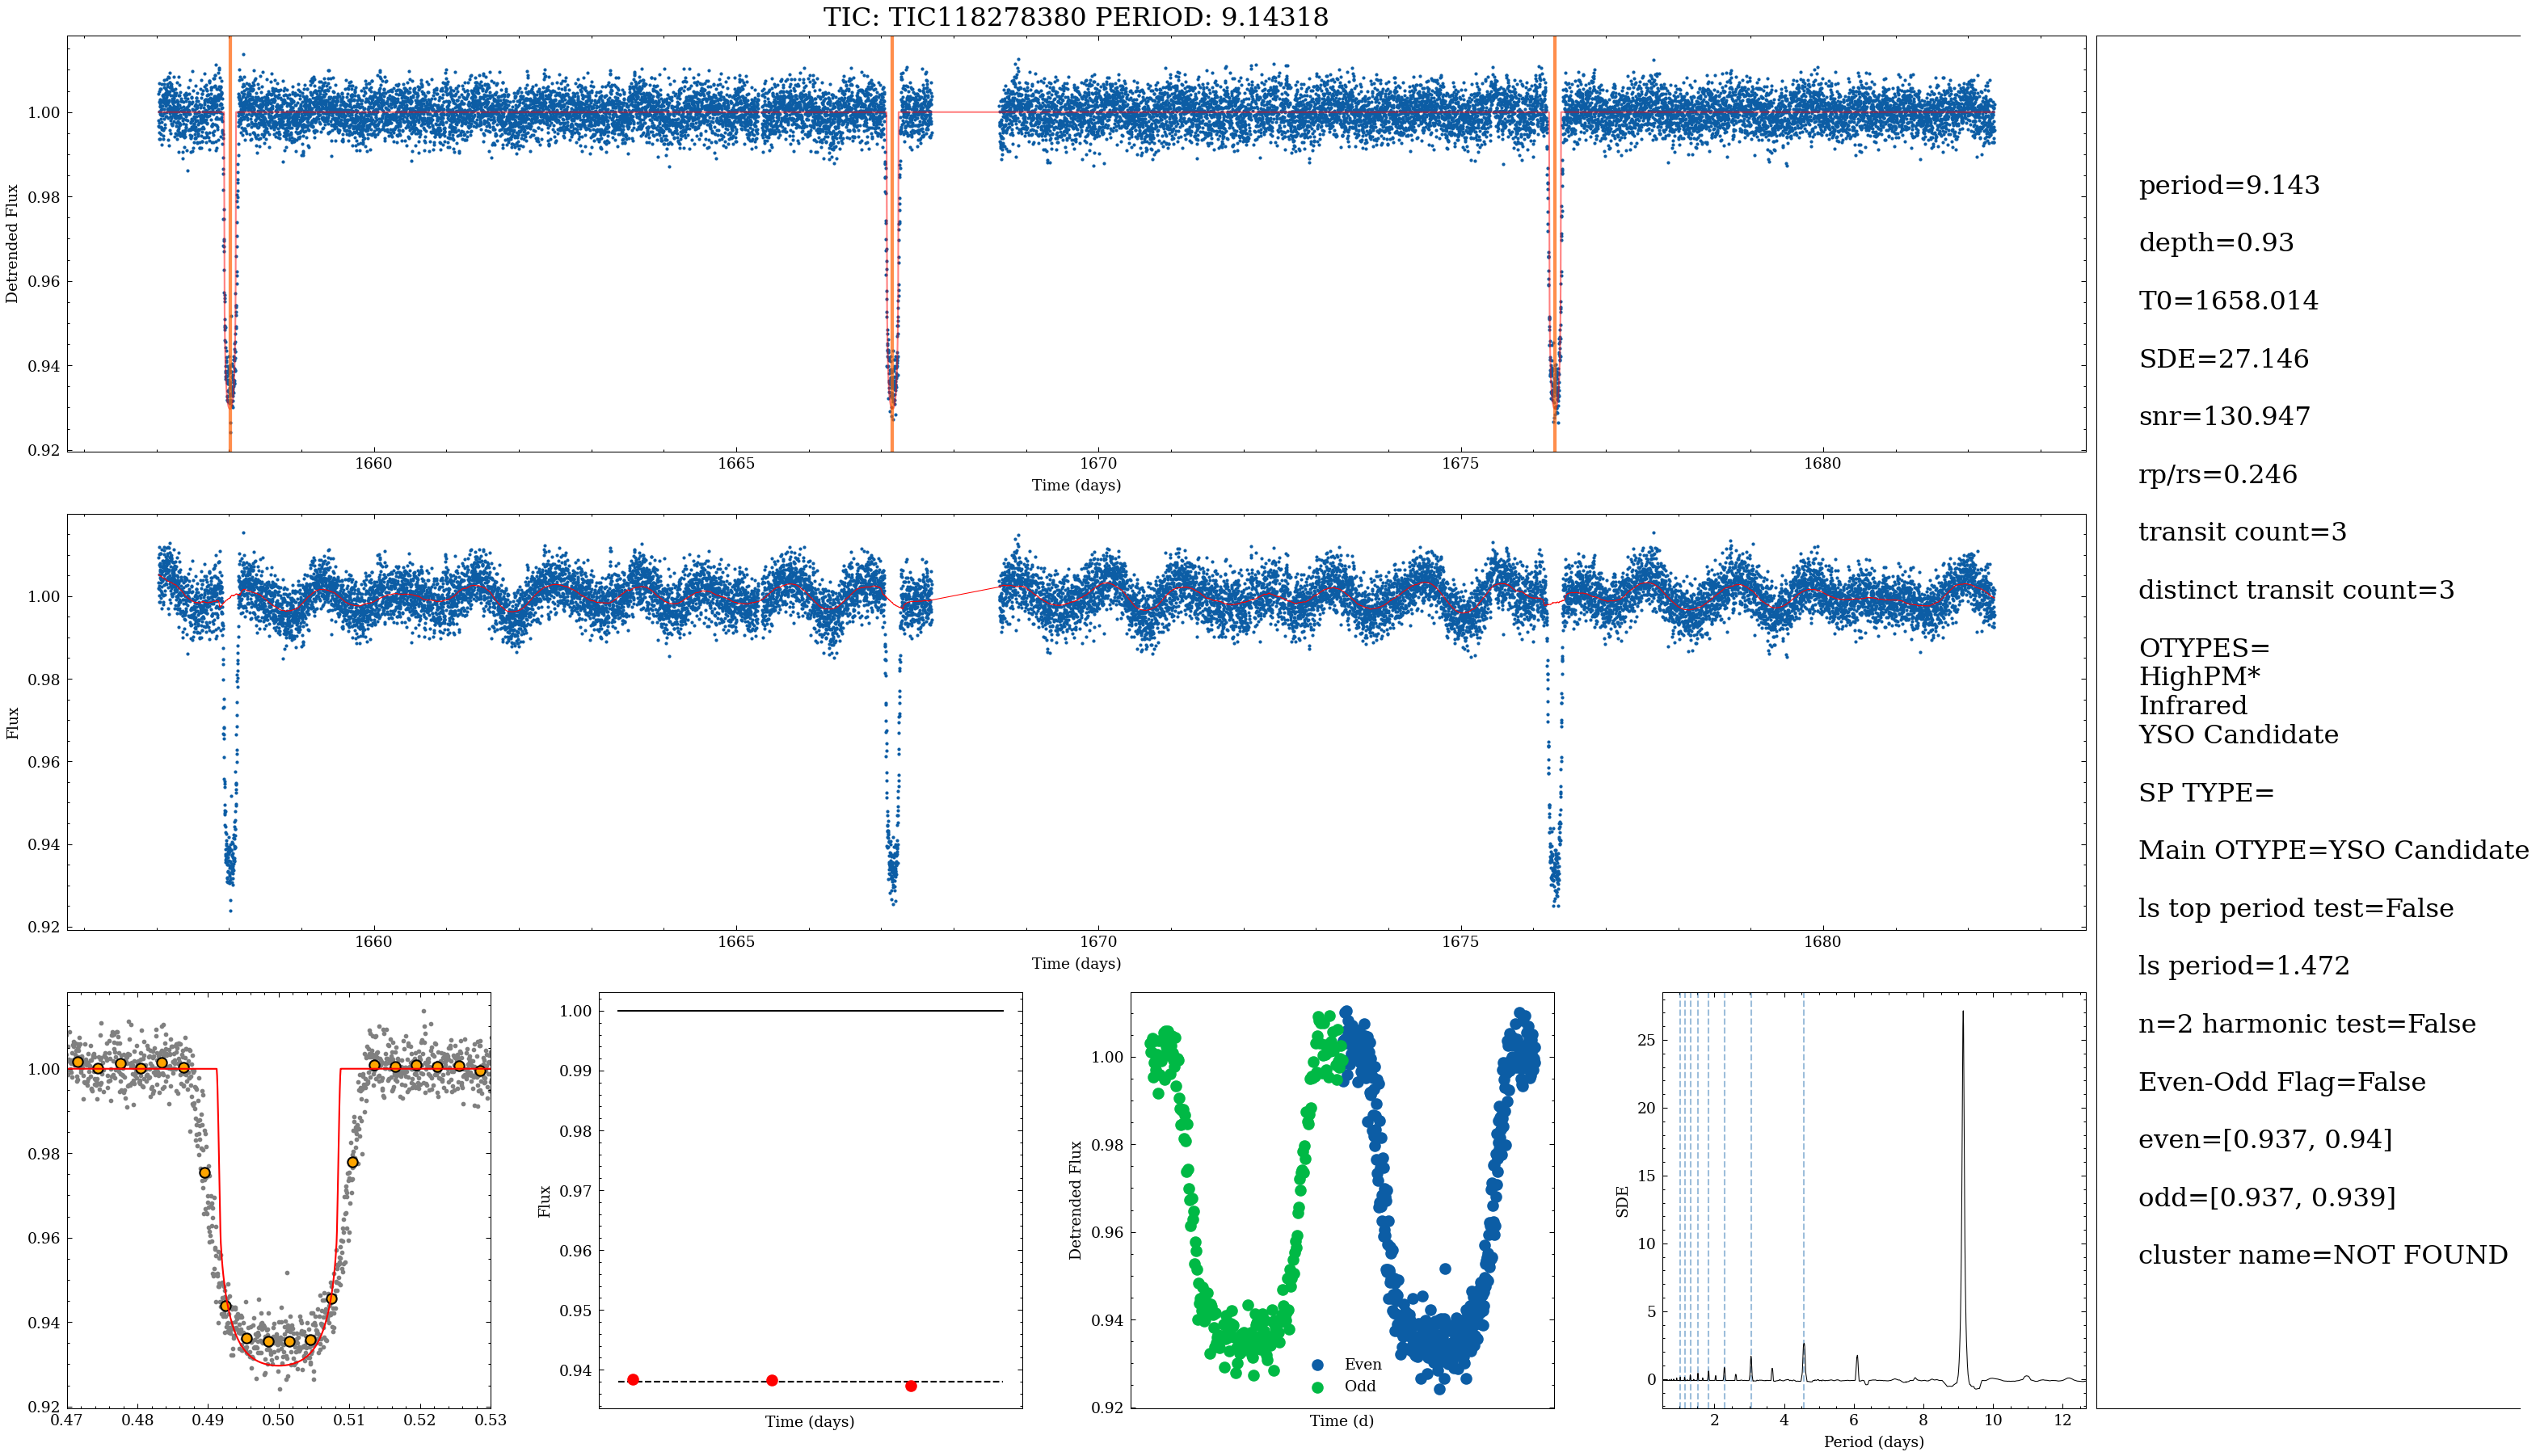 TIC: TIC118278380 PERIOD: 9.14318
Detrended Flux
1.00
0.98
0.96
0.94
0.92
1660
1665
1670
1675
1680
Time (days)
Flux
1.00
0.98
0.96
0.94
0.92
1660
1665
1670
1675
1680
Time (days)
1.00
0.98
0.96
0.94
0.92
0.47
0.48
0.49
0.50
0.51
0.52
0.53
Flux
1.00
0.99
0.98
0.97
0.96
0.95
0.94
Time (days)
Detrended Flux
1.00
0.98
0.96
0.94
0.92
Even
Odd
Time (d)
SDE
25
20
15
10
5
0
2
4
6
8
10
12
Period (days)
period=9.143
depth=0.93
T0=1658.014
SDE=27.146
snr=130.947
rp/rs=0.246
transit count=3
distinct transit count=3
OTYPES=
HighPM*
Infrared
YSO Candidate
SP TYPE=
Main OTYPE=YSO Candidate
ls top period test=False
ls period=1.472
n=2 harmonic test=False
Even-Odd Flag=False
even=[0.937, 0.94]
odd=[0.937, 0.939]
cluster name=NOT FOUND